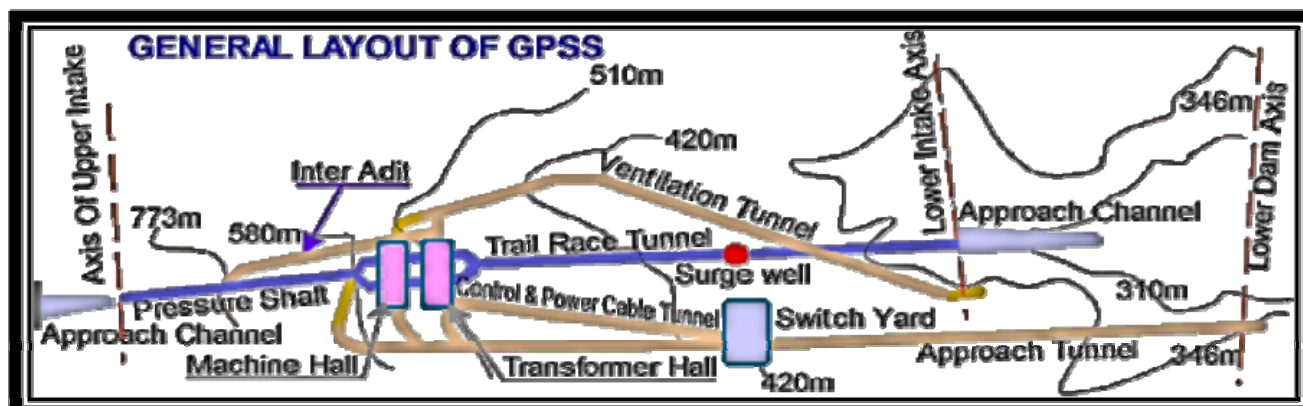 GENERAL LAYOUT OF GPSS
Axis Of Upper Intake
510m
Lower Intake Axis
346m
Lower Dam Axis
420m
Inter Adit
Ventilation Tunnel
773m
580m
Approach Channel
Trail Race Tunnel
Surge well
Pressure Shaft
Control & Power Cable Tunnel
310m
Approach Channel
Switch Yard
Machine Hall
Transformer Hall
Approach Tunnel
346m
420m